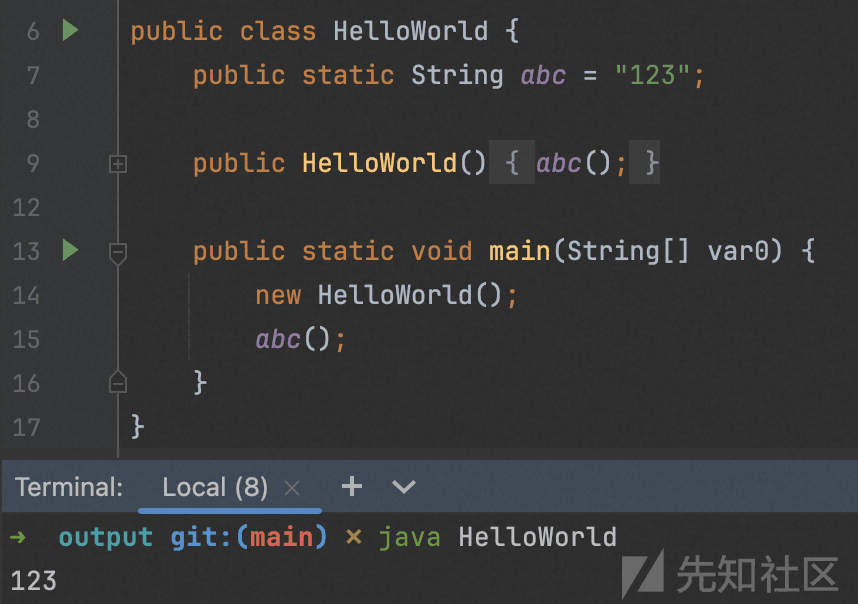 6 public class HelloWorld {
7 public static String abc = "123";
8
9 public HelloWorld() { abc(); }
12
13 public static void main(String[] var0) {
14 new HelloWorld();
15 abc();
16 }
17 }
Terminal: Local (8) × + ∨
→ output git:(main) × java HelloWorld
123
先知社区